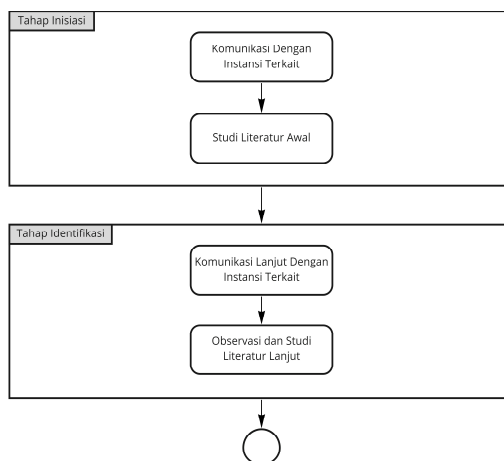 Tahap Inisiasi
Komunikasi Dengan
Instansi Terkait
Studi Literatur Awal
Tahap Identifikasi
Komunikasi Lanjut Dengan
Instansi Terkait
Observasi dan Studi
Literatur Lanjut